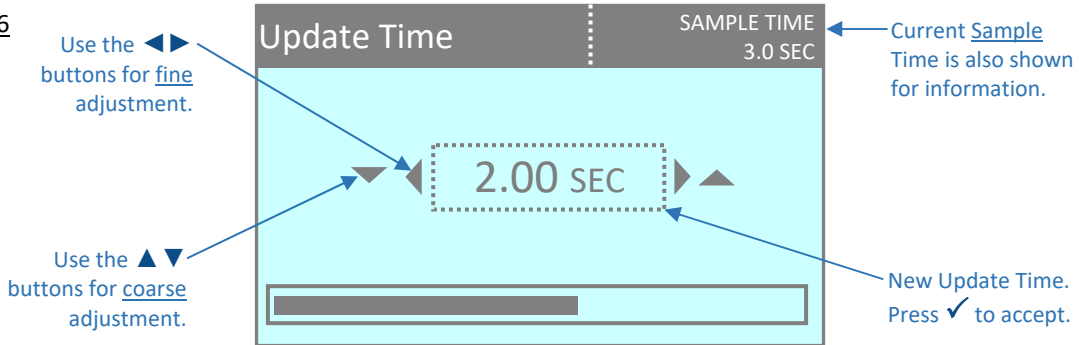 6
Use the ◀▶
buttons for fine
adjustment.
Update Time
SAMPLE TIME
3.0 SEC
Current Sample
Time is also shown
for information.
2.00 SEC
Use the ▲ ▼
buttons for coarse
adjustment.
New Update Time.
Press ✓ to accept.